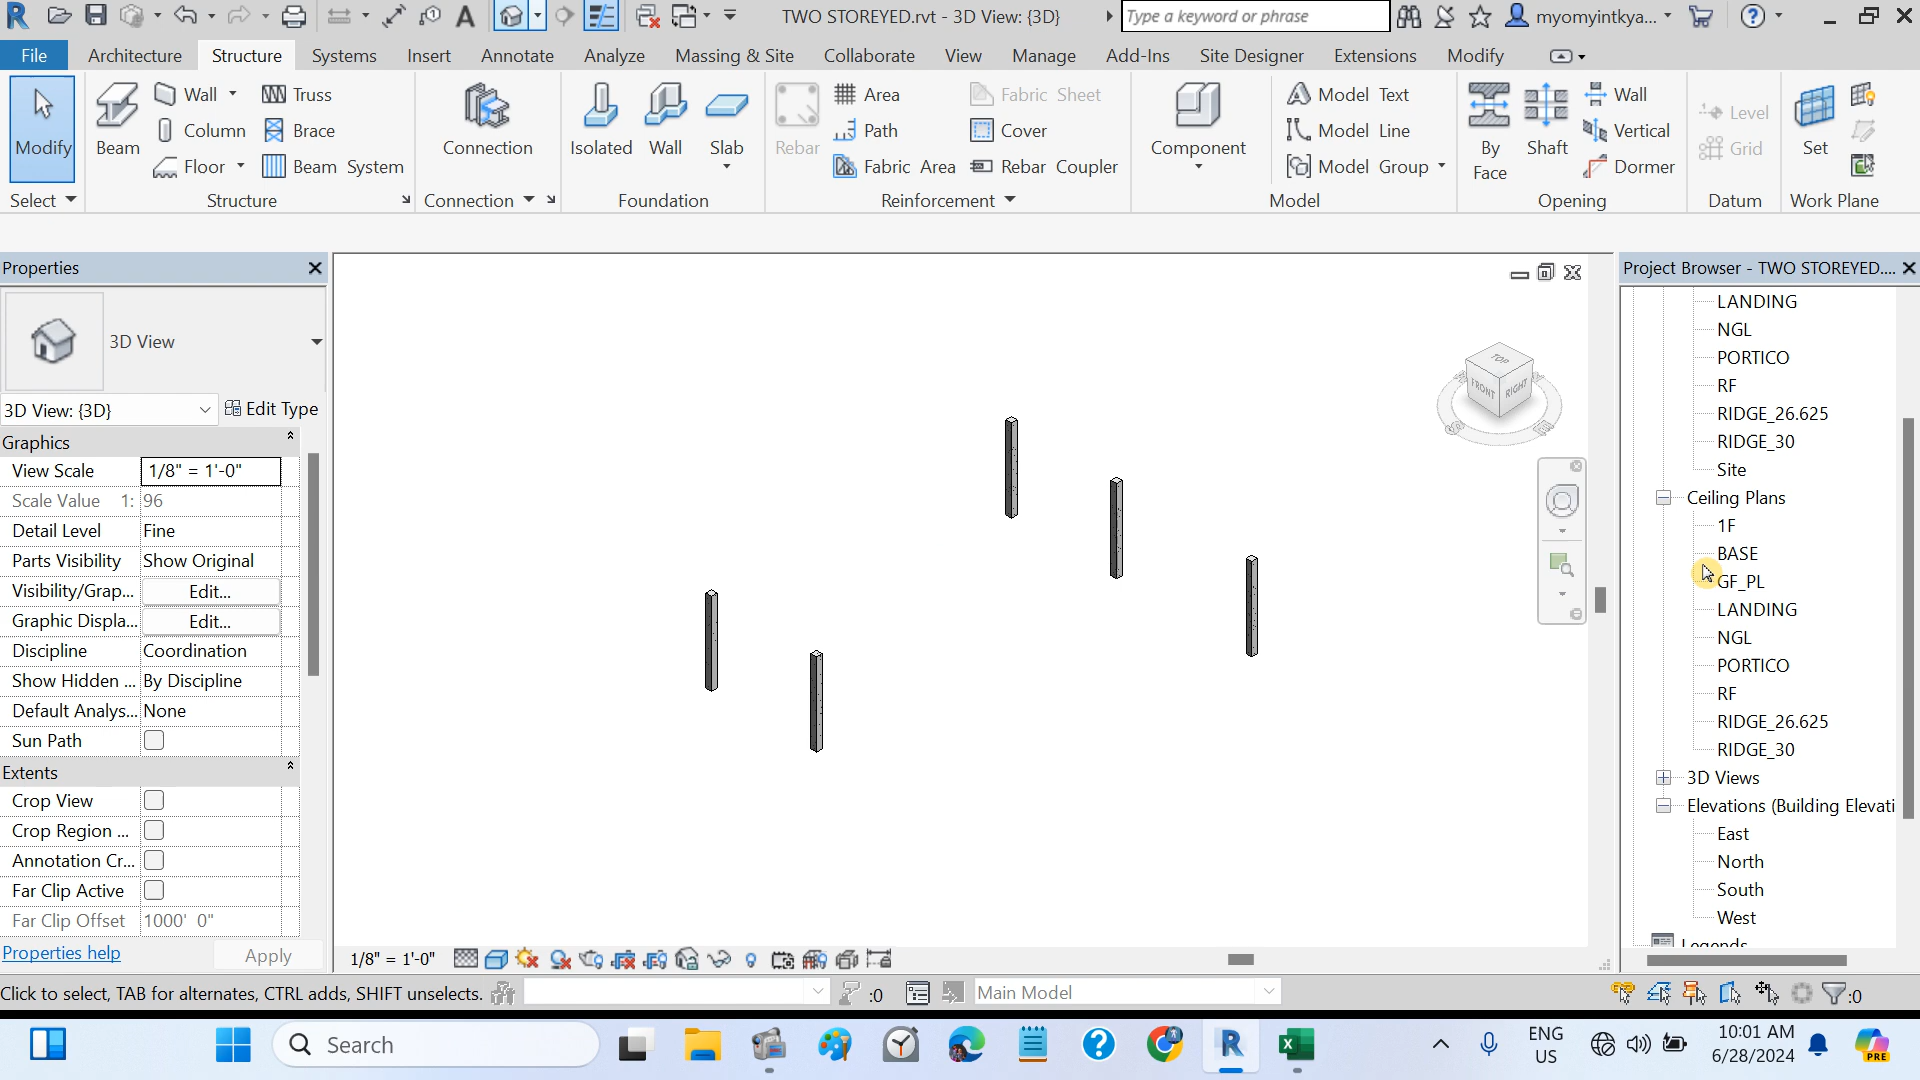 TWO STOREYED.rvt - 3D View: {3D}
Type a keyword or phrase
myomyintkya...
File Architecture Structure Systems Insert Annotate Analyze Massing & Site Collaborate View Manage Add-Ins Site Designer Extensions Modify
Modify
Select
Beam
Wall
Column
Floor
Truss
Brace
Beam System
Structure
Connection
Connection
Isolated
Wall
Slab
Foundation
Rebar
Area
Path
Fabric Area
Fabric Sheet
Cover
Rebar Coupler
Reinforcement
Component
Model Text
Model Line
Model Group
Model
By Face
Shaft
Wall
Vertical
Dormer
Opening
Level
Grid
Datum
Set
Work Plane
Properties
3D View
3D View: {3D}
Edit Type
Graphics
View Scale 1/8" = 1'-0"
Scale Value 1: 96
Detail Level Fine
Parts Visibility Show Original
Visibility/Grap... Edit...
Graphic Displa... Edit...
Discipline Coordination
Show Hidden ... By Discipline
Default Analys... None
Sun Path
Extents
Crop View
Crop Region ...
Annotation Cr...
Far Clip Active
Far Clip Offset 1000' 0"
Properties help
Apply
TOP
FRONT
RIGHT
1/8" = 1'-0"
Project Browser - TWO STOREYED....
LANDING
NGL
PORTICO
RF
RIDGE_26.625
RIDGE_30
Site
Ceiling Plans
1F
BASE
GF_PL
LANDING
NGL
PORTICO
RF
RIDGE_26.625
RIDGE_30
3D Views
Elevations (Building Elevati
East
North
South
West
Legends
Click to select, TAB for alternates, CTRL adds, SHIFT unselects.
:0
Main Model
:0
Search
ENG
US
10:01 AM
6/28/2024
PRE